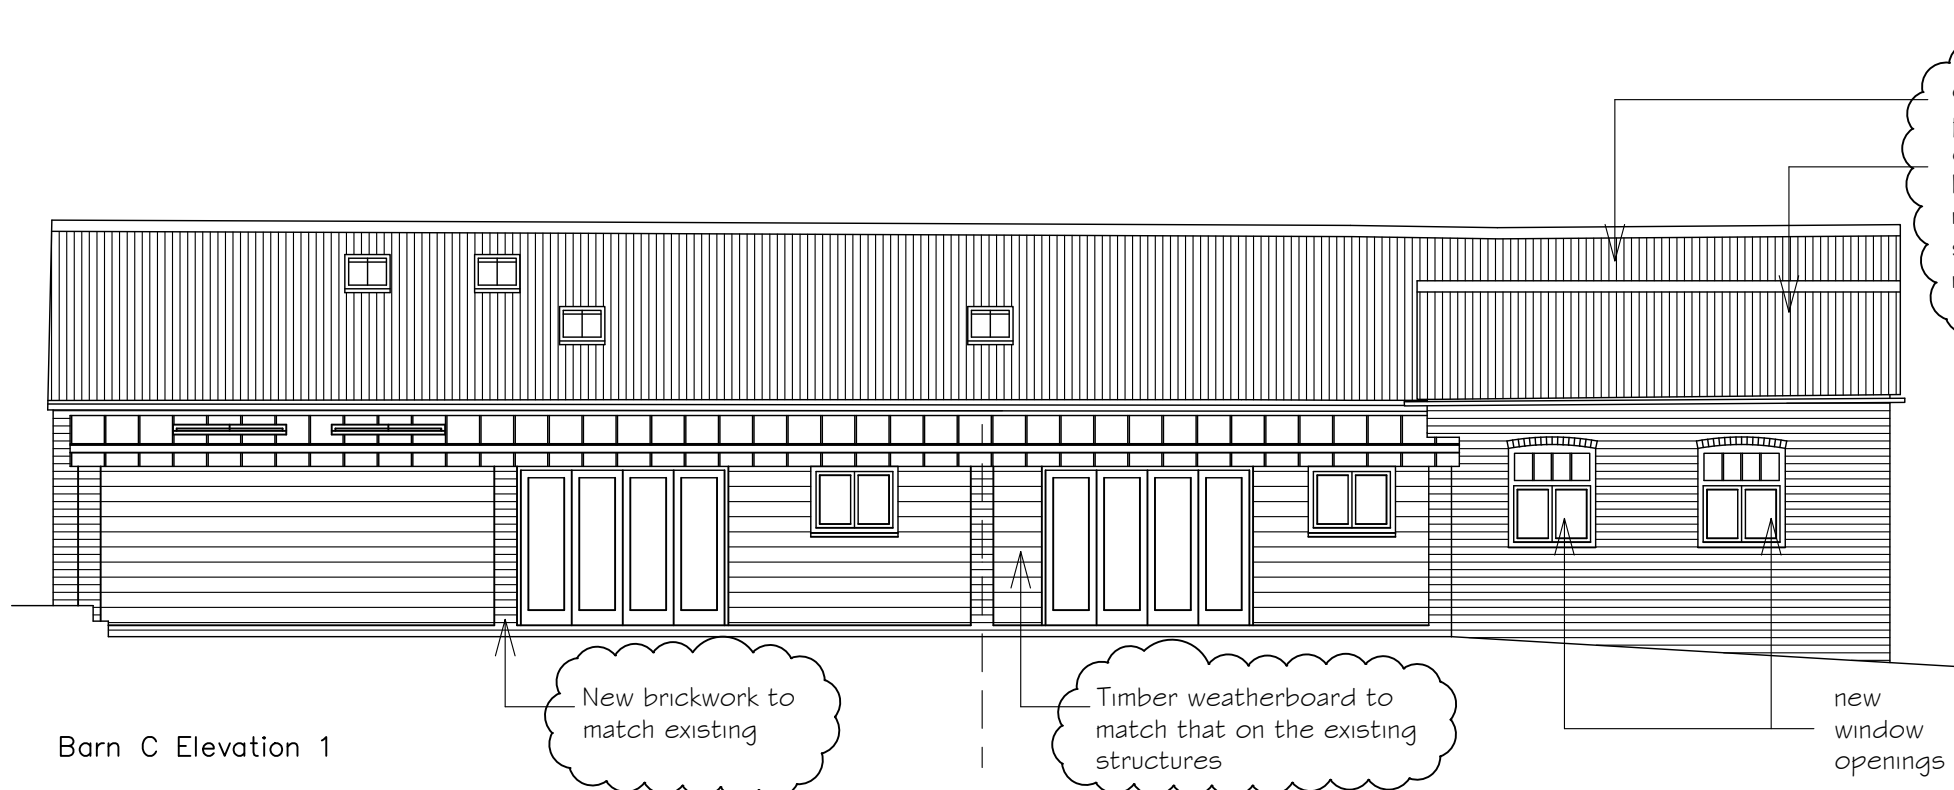 New brickwork to
match existing
Timber weatherboard to
match that on the existing
structures
new
window
openings
Barn C Elevation 1